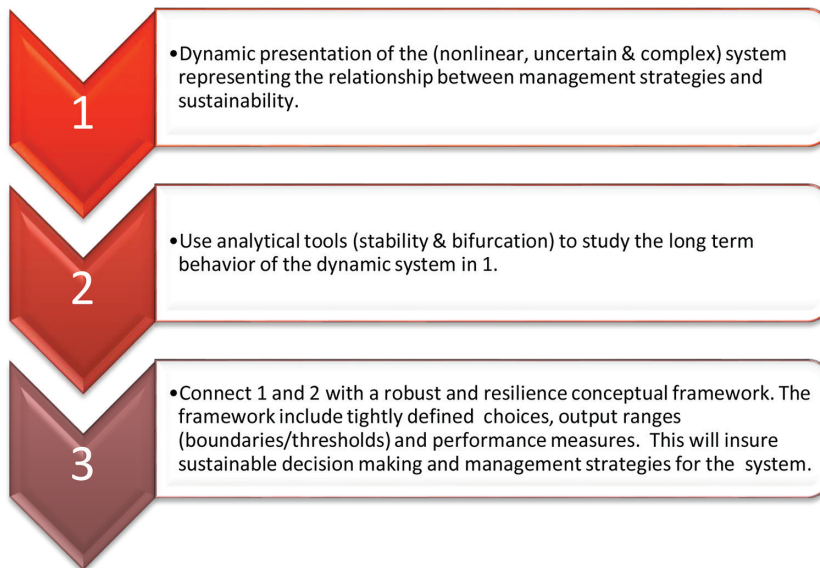 1
•Dynamic presentation of the (nonlinear, uncertain & complex) system
representing the relationship between management strategies and
sustainability.
2
•Use analytical tools (stability & bifurcation) to study the long term
behavior of the dynamic system in 1.
3
•Connect 1 and 2 with a robust and resilience conceptual framework. The
framework include tightly defined choices, output ranges
(boundaries/thresholds) and performance measures. This will insure
sustainable decision making and management strategies for the system.